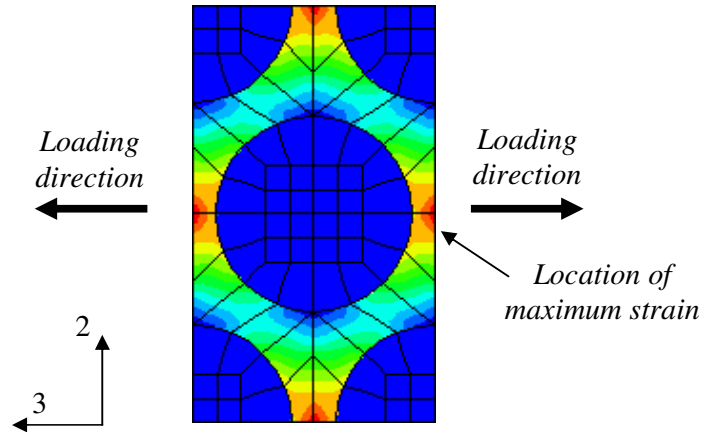 Loading
direction
Loading
direction
Location of
maximum strain
2
3